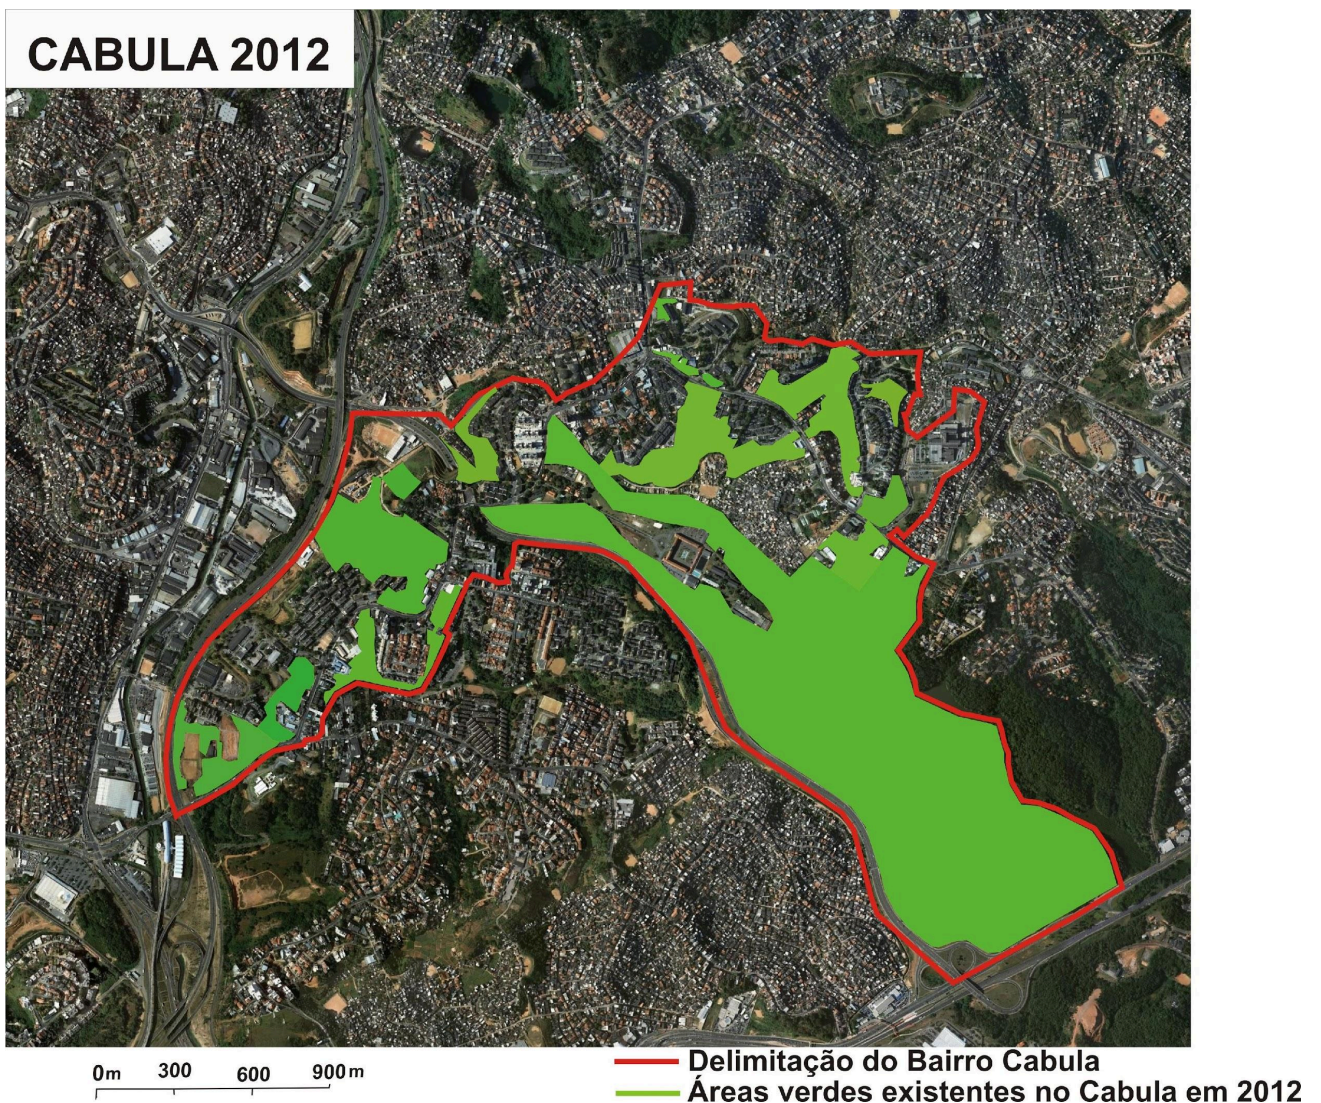 CABULA 2012
0m 300 600 900m
Delimitação do Bairro Cabula
Áreas verdes existentes no Cabula em 2012